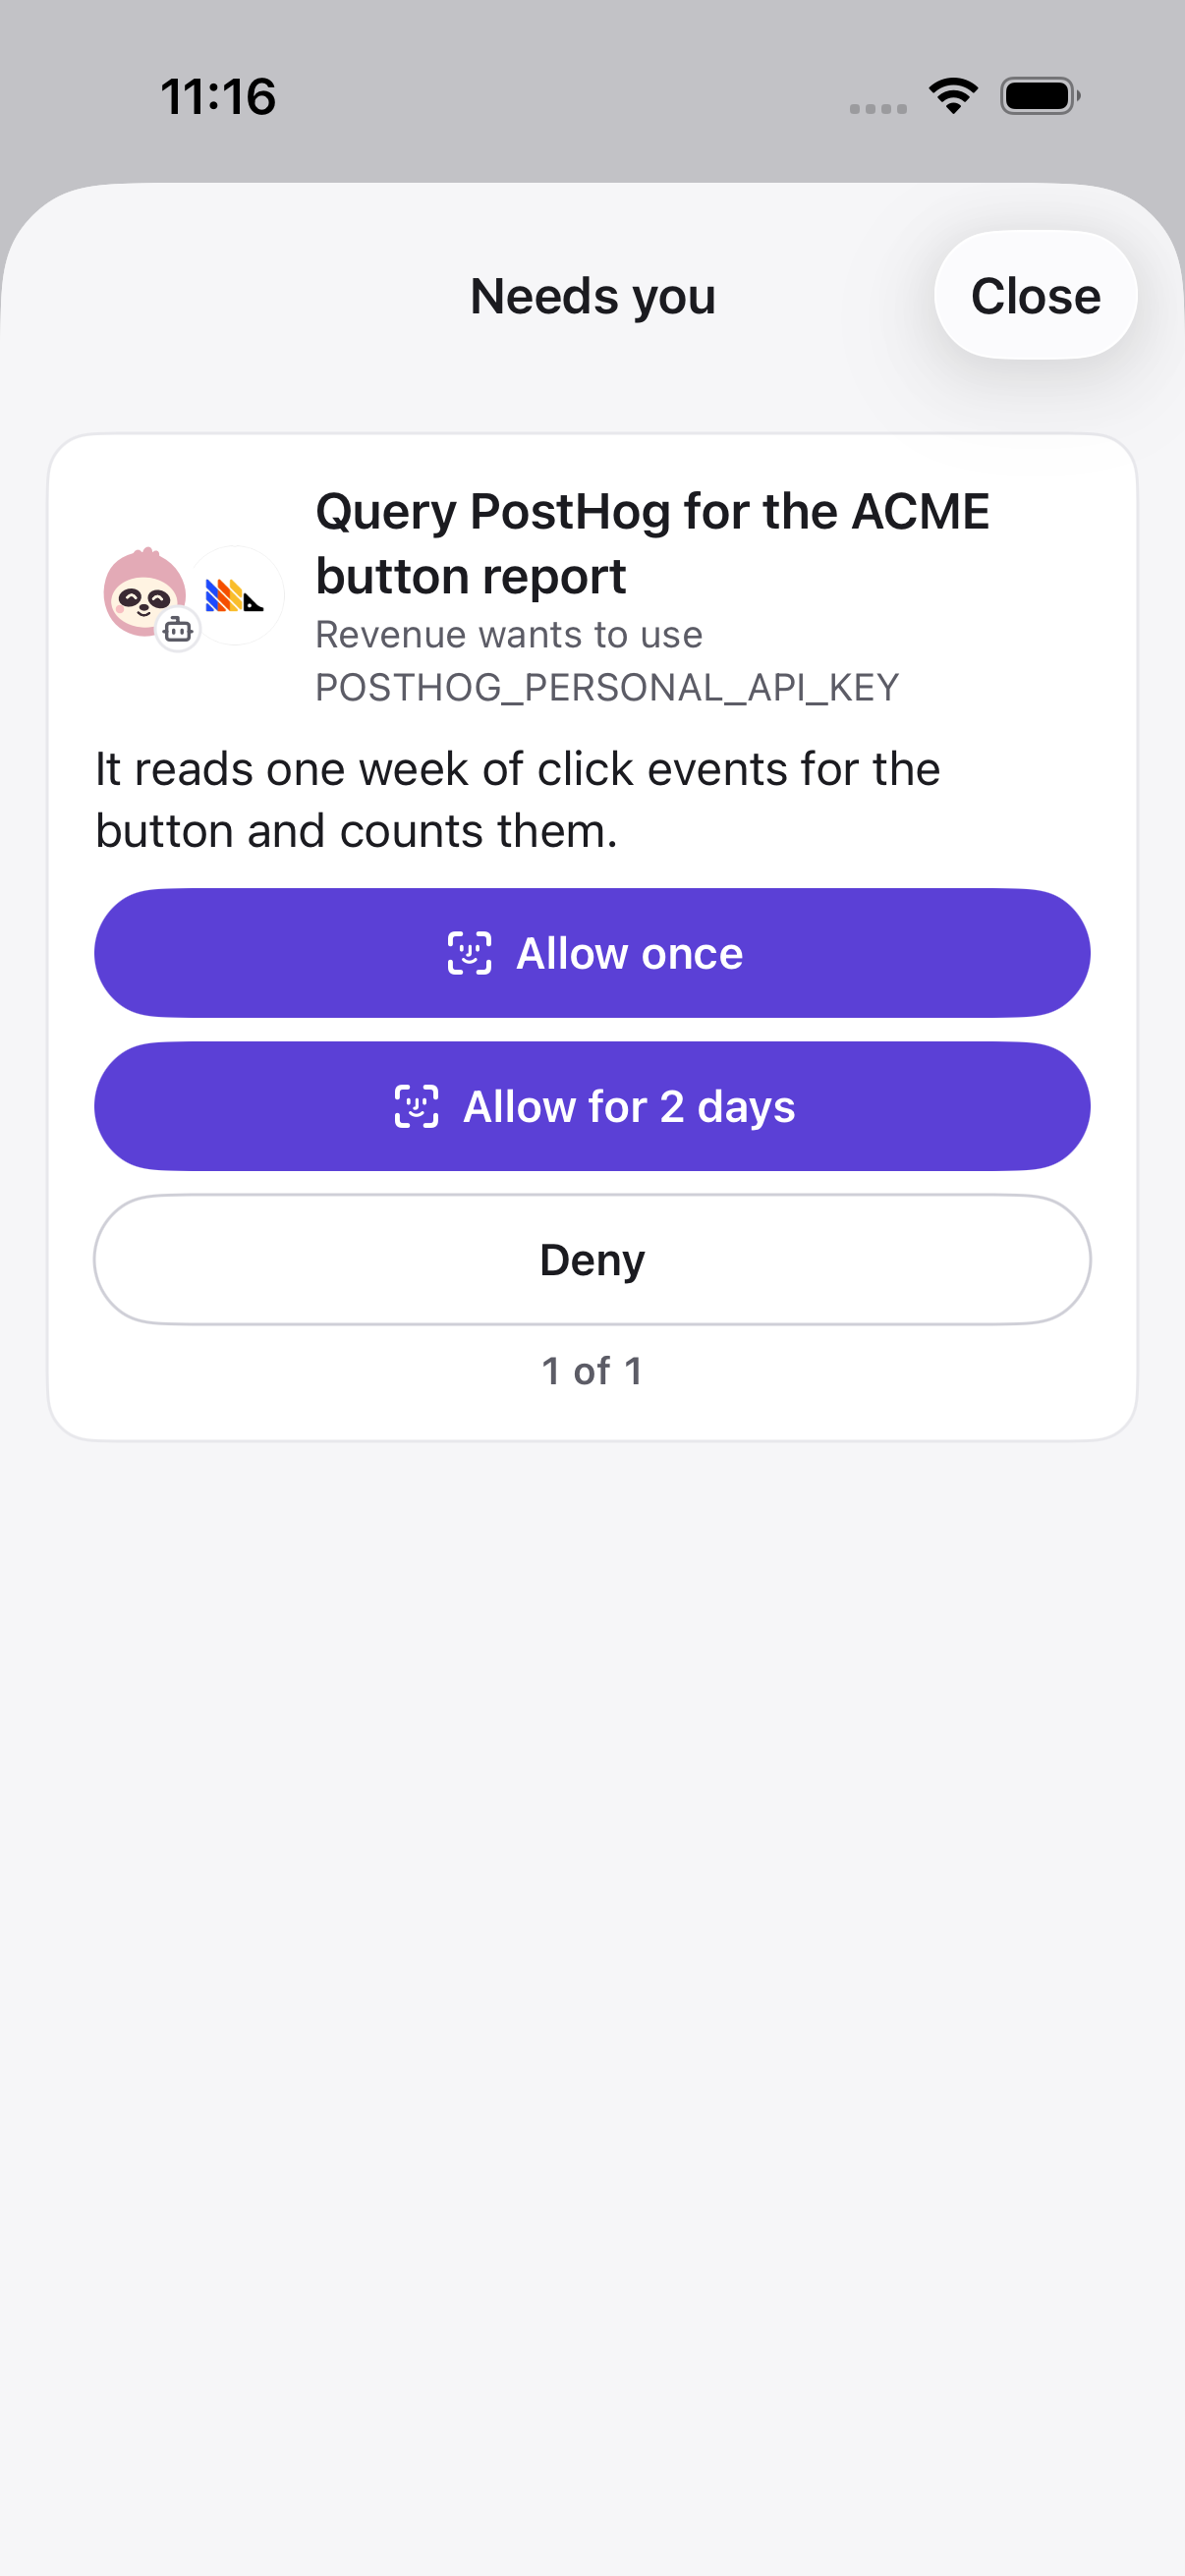 11:16
Needs you
Close
Query PostHog for the ACME
button report
Revenue wants to use
POSTHOG_PERSONAL_API_KEY
It reads one week of click events for the
button and counts them.
Allow once
Allow for 2 days
Deny
1 of 1